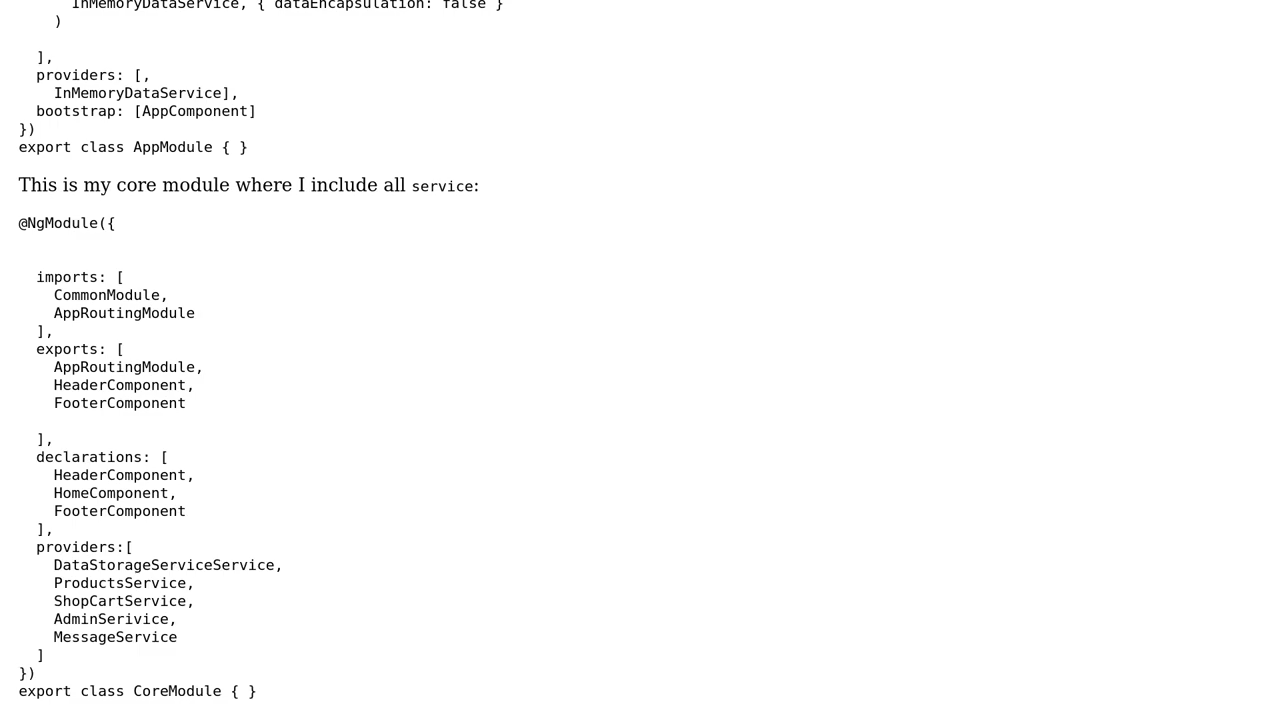 InMemoryDataService, { dataEncapsulation: false }
)
],
providers: [,
InMemoryDataService],
bootstrap: [AppComponent]
})
export class AppModule { }
This is my core module where I include all service:
@NgModule({
imports: [
CommonModule,
AppRoutingModule
],
exports: [
AppRoutingModule,
HeaderComponent,
FooterComponent
],
declarations: [
HeaderComponent,
HomeComponent,
FooterComponent
],
providers:[
DataStorageServiceService,
ProductsService,
ShopCartService,
AdminSerivice,
MessageService
]
})
export class CoreModule { }